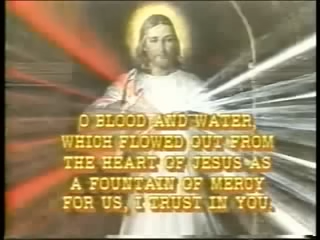 O BLOOD AND WATER,
WHICH FLOWED OUT FROM
THE HEART OF JESUS AS
A FOUNTAIN OF MERCY
FOR US, I TRUST IN YOU.